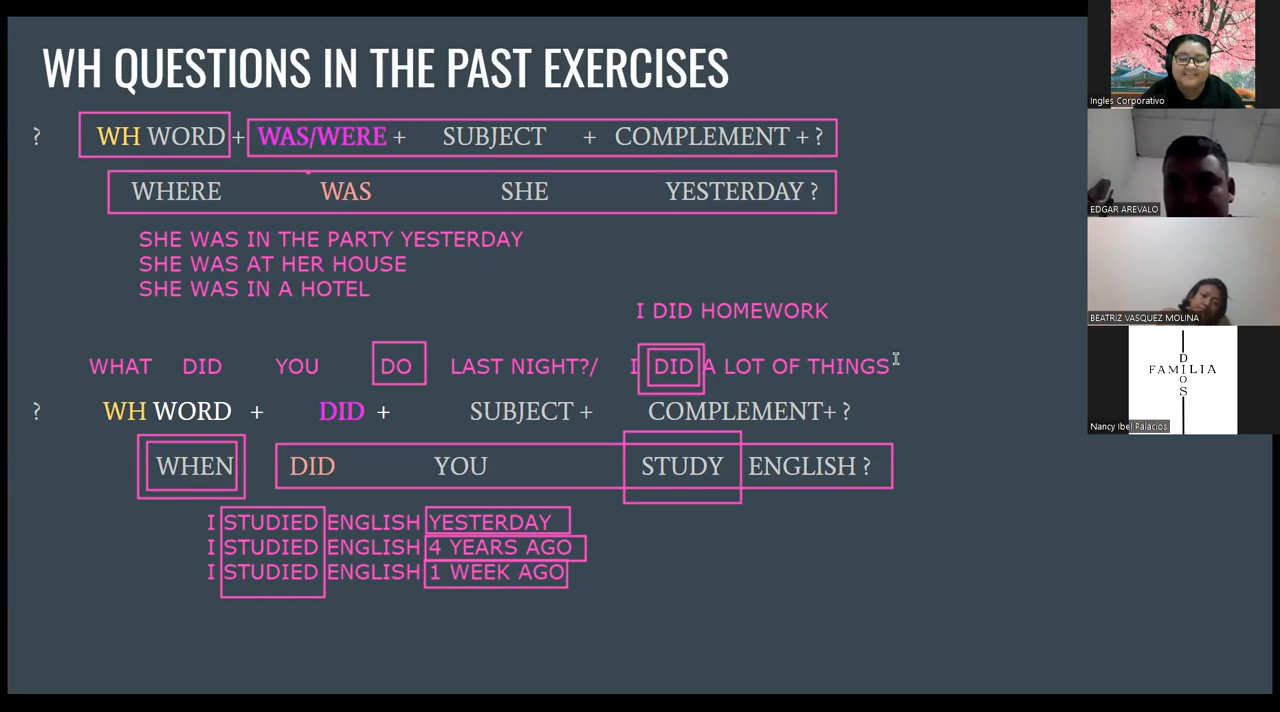 WH QUESTIONS IN THE PAST EXERCISES
? WH WORD + WAS/WERE + SUBJECT + COMPLEMENT + ?
WHERE WAS SHE YESTERDAY ?
SHE WAS IN THE PARTY YESTERDAY
SHE WAS AT HER HOUSE
SHE WAS IN A HOTEL
I DID HOMEWORK
WHAT DID YOU DO LAST NIGHT?/ I DID A LOT OF THINGS
? WH WORD + DID + SUBJECT + COMPLEMENT+ ?
WHEN DID YOU STUDY ENGLISH ?
I STUDIED ENGLISH YESTERDAY
I STUDIED ENGLISH 4 YEARS AGO
I STUDIED ENGLISH 1 WEEK AGO
Ingles Corporativo
EDGAR AREVALO
BEATRIZ VASQUEZ MOLINA
D
FAMILIA
I
O
S
Nancy Ibel Palacios